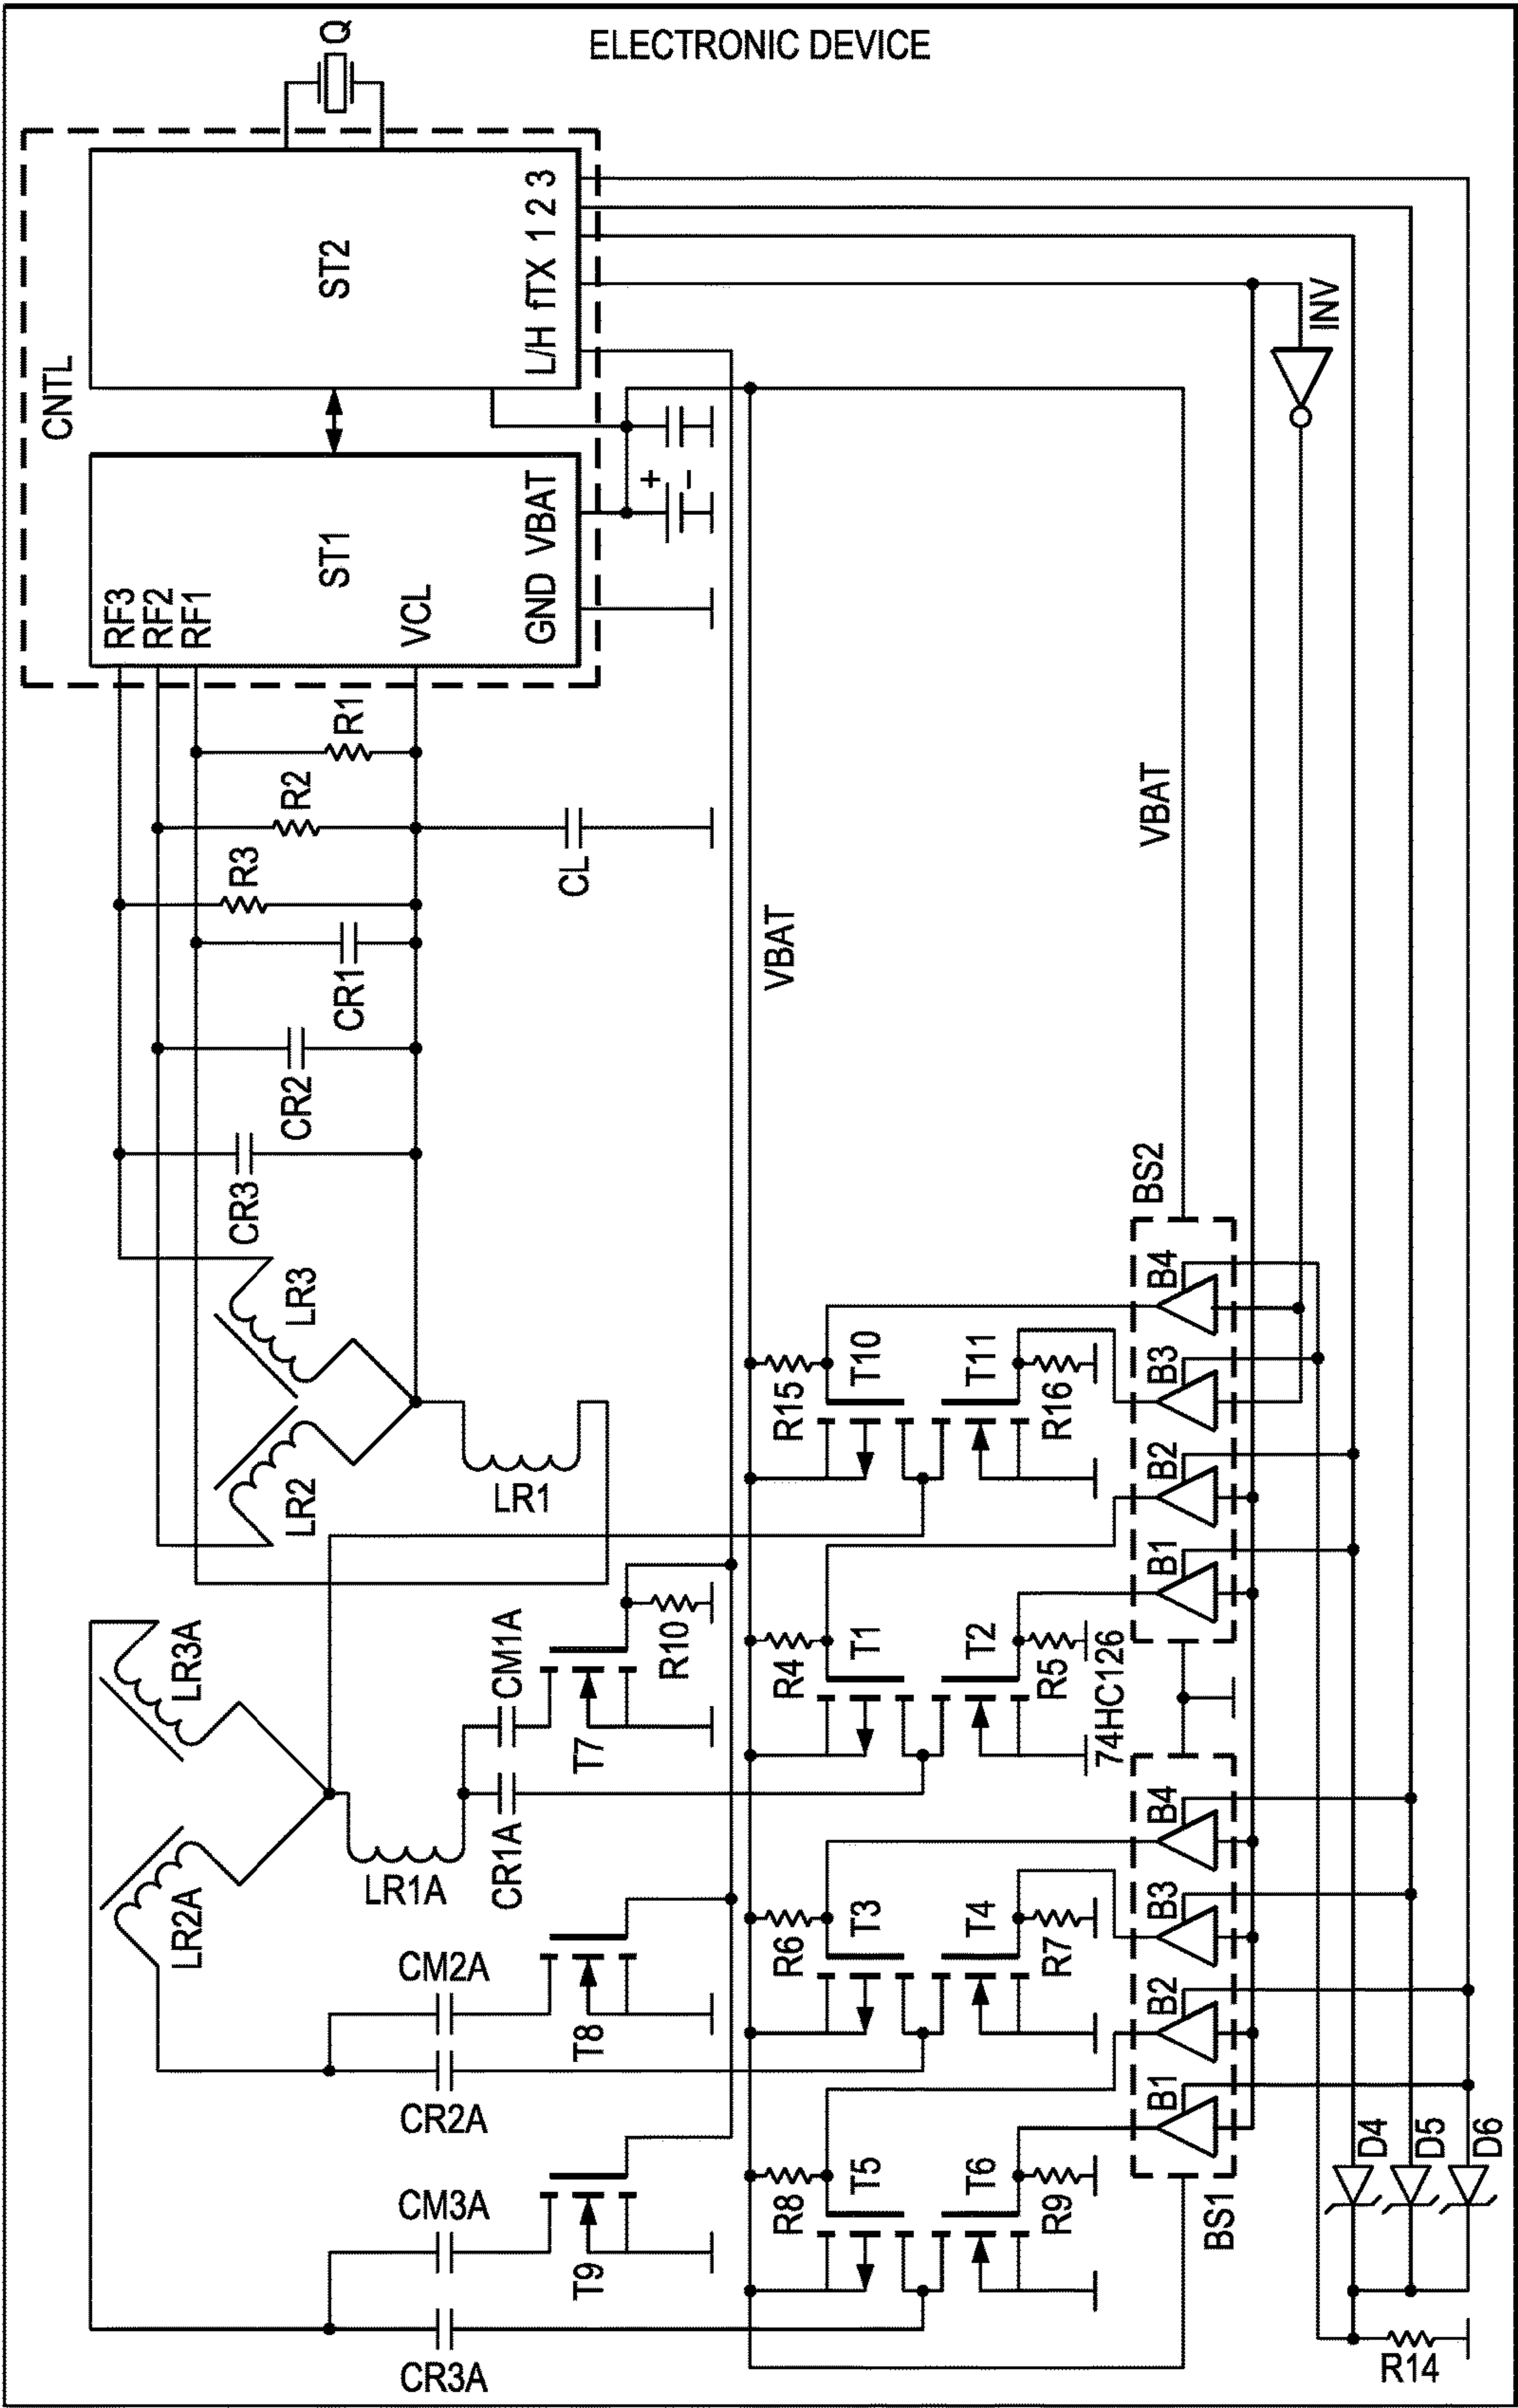 ELECTRONIC DEVICE
Q
CNTL
ST2
L/H fTX 1 2 3
ST1
RF3
RF2
RF1
VCL
GND VBAT
+
−
INV
R1
R2
R3
CL
CR1
CR2
CR3
VBAT
VBAT
LR3
LR2
LR1
BS2
B4
B3
B2
B1
T10
T11
R15
R16
LR3A
LR2A
LR1A
CM1A
CR1A
T7
R10
T1
T2
R4
R5
74HC126
CM2A
CR2A
T8
T3
T4
R6
R7
B4
B3
B2
B1
BS1
CM3A
CR3A
T9
T5
T6
R8
R9
D4
D5
D6
R14